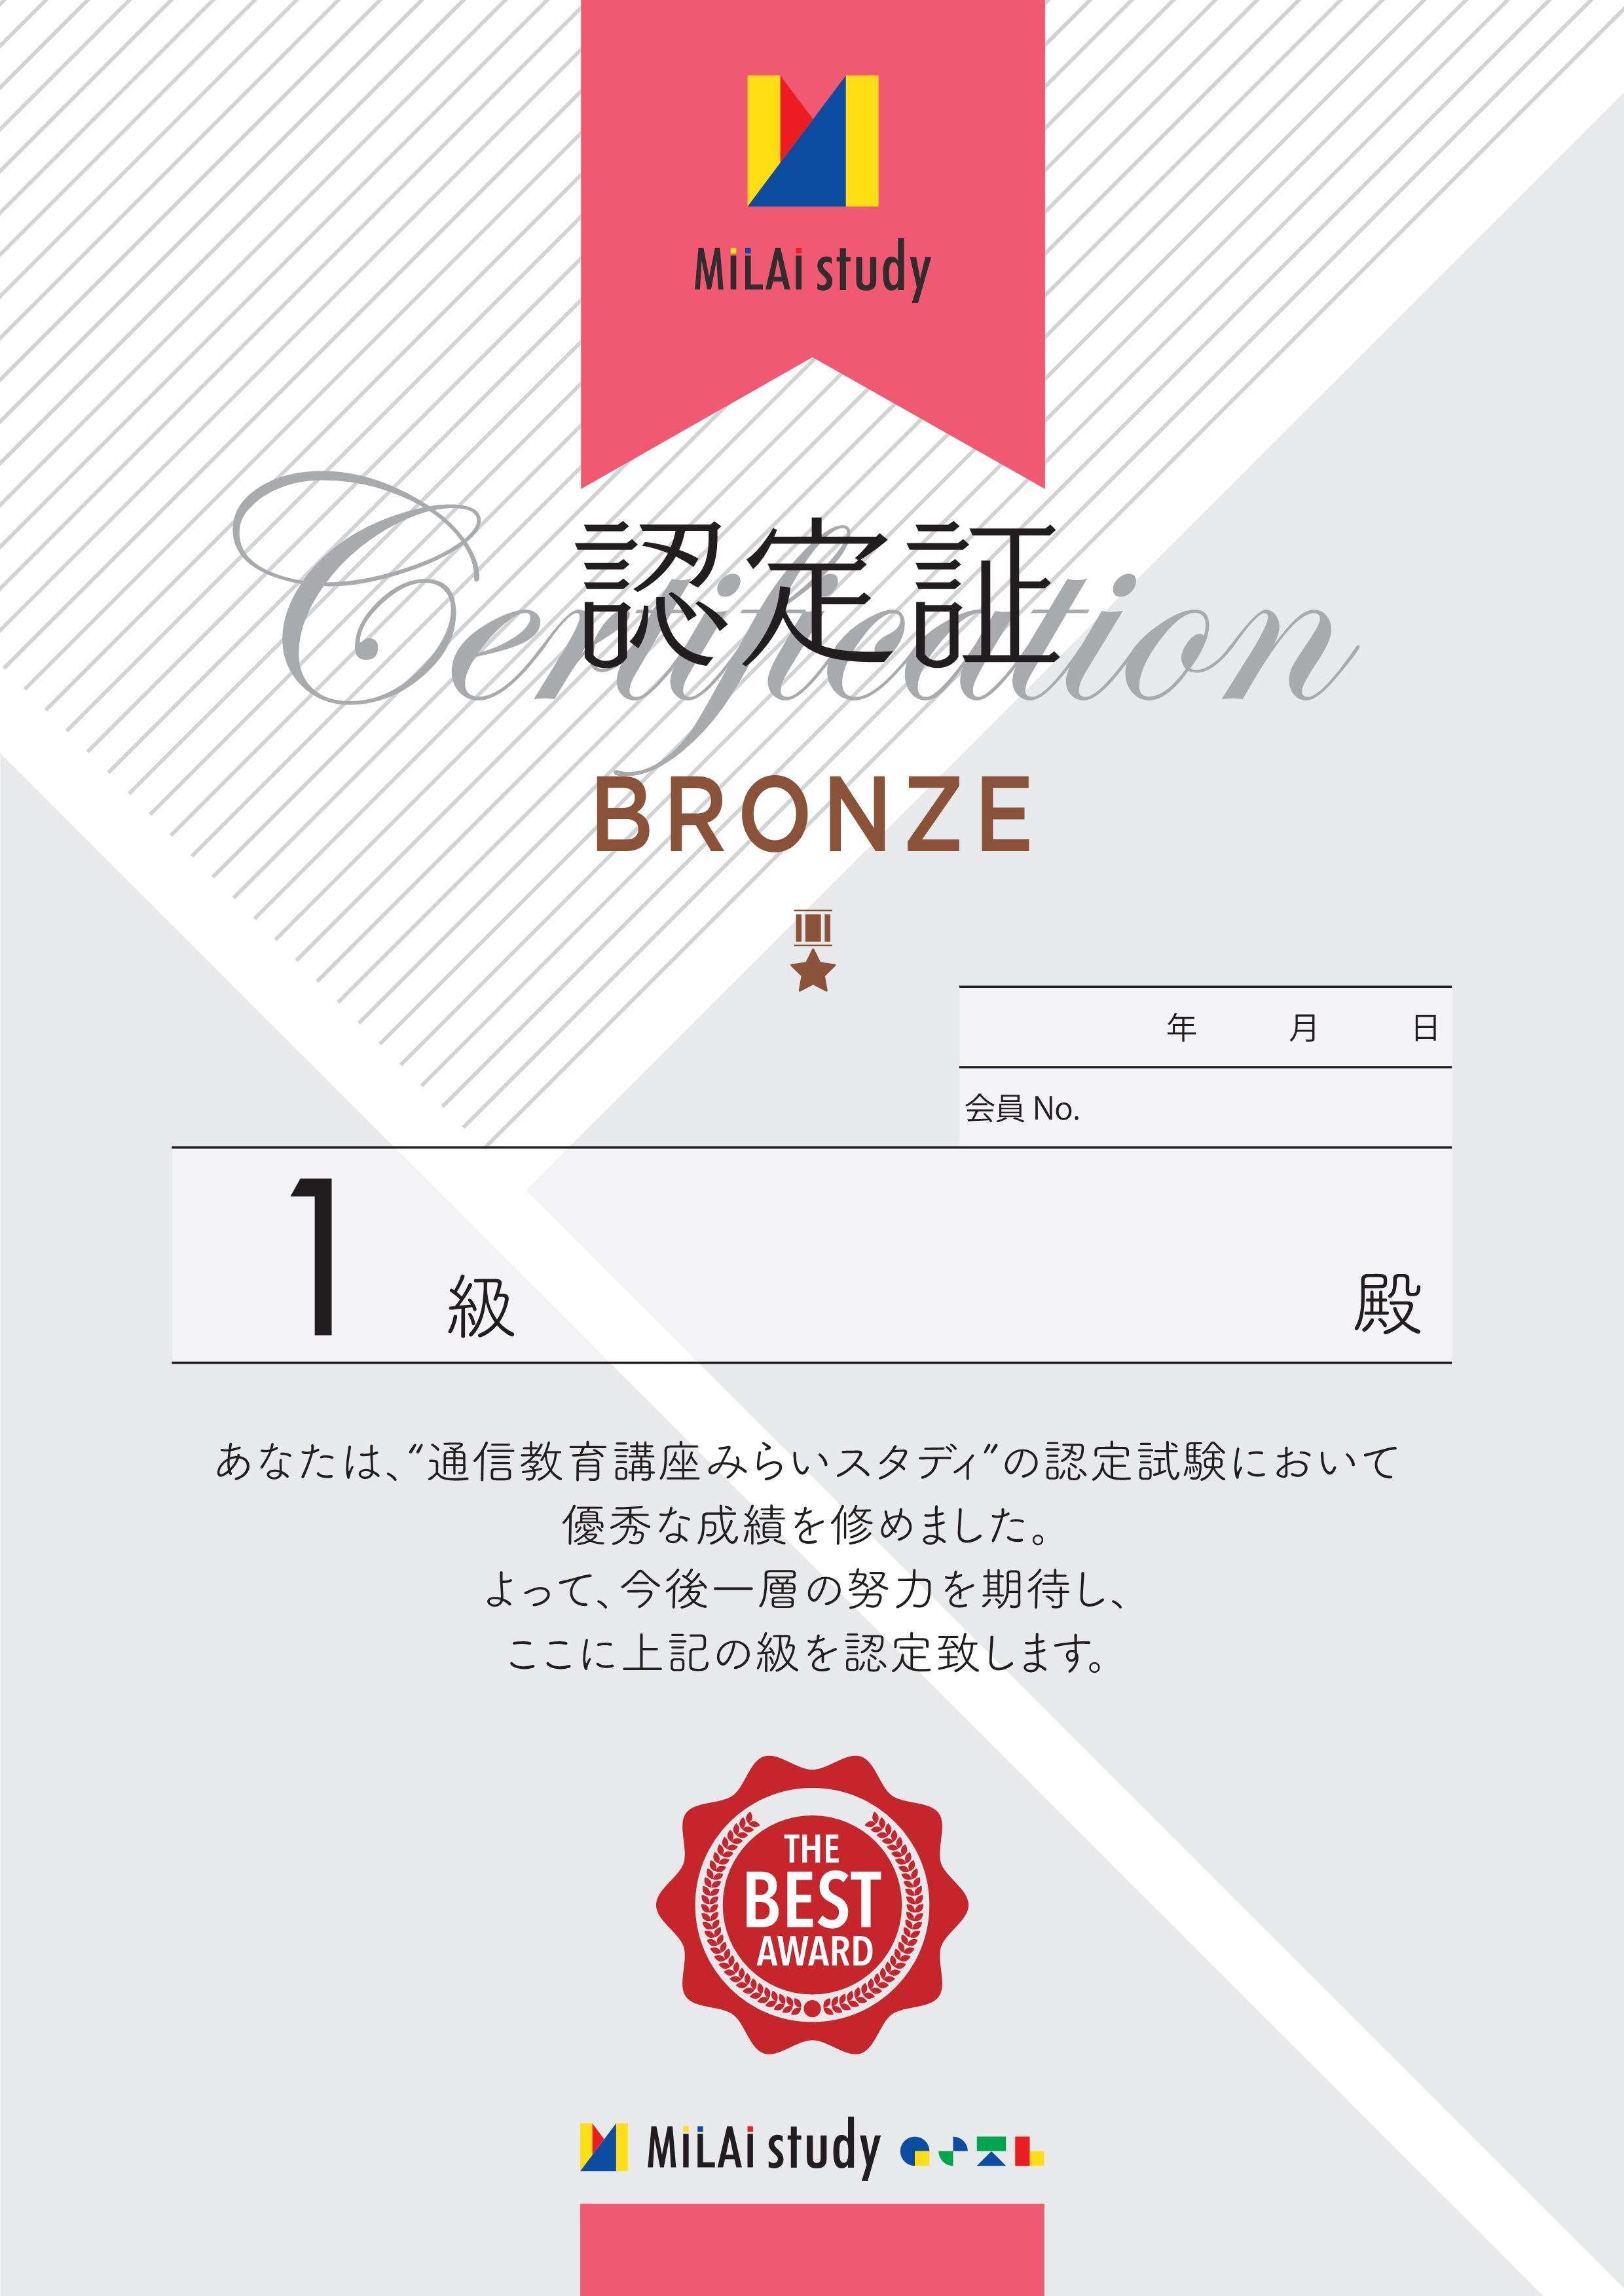 MiLAi study
認定証
Certification
BRONZE
年 月 日
会員 No.
1 級 殿
あなたは、“通信教育講座みらいスタディ”の認定試験において
優秀な成績を修めました。
よって、今後一層の努力を期待し、
ここに上記の級を認定致します。
THE
BEST
AWARD
MiLAi study